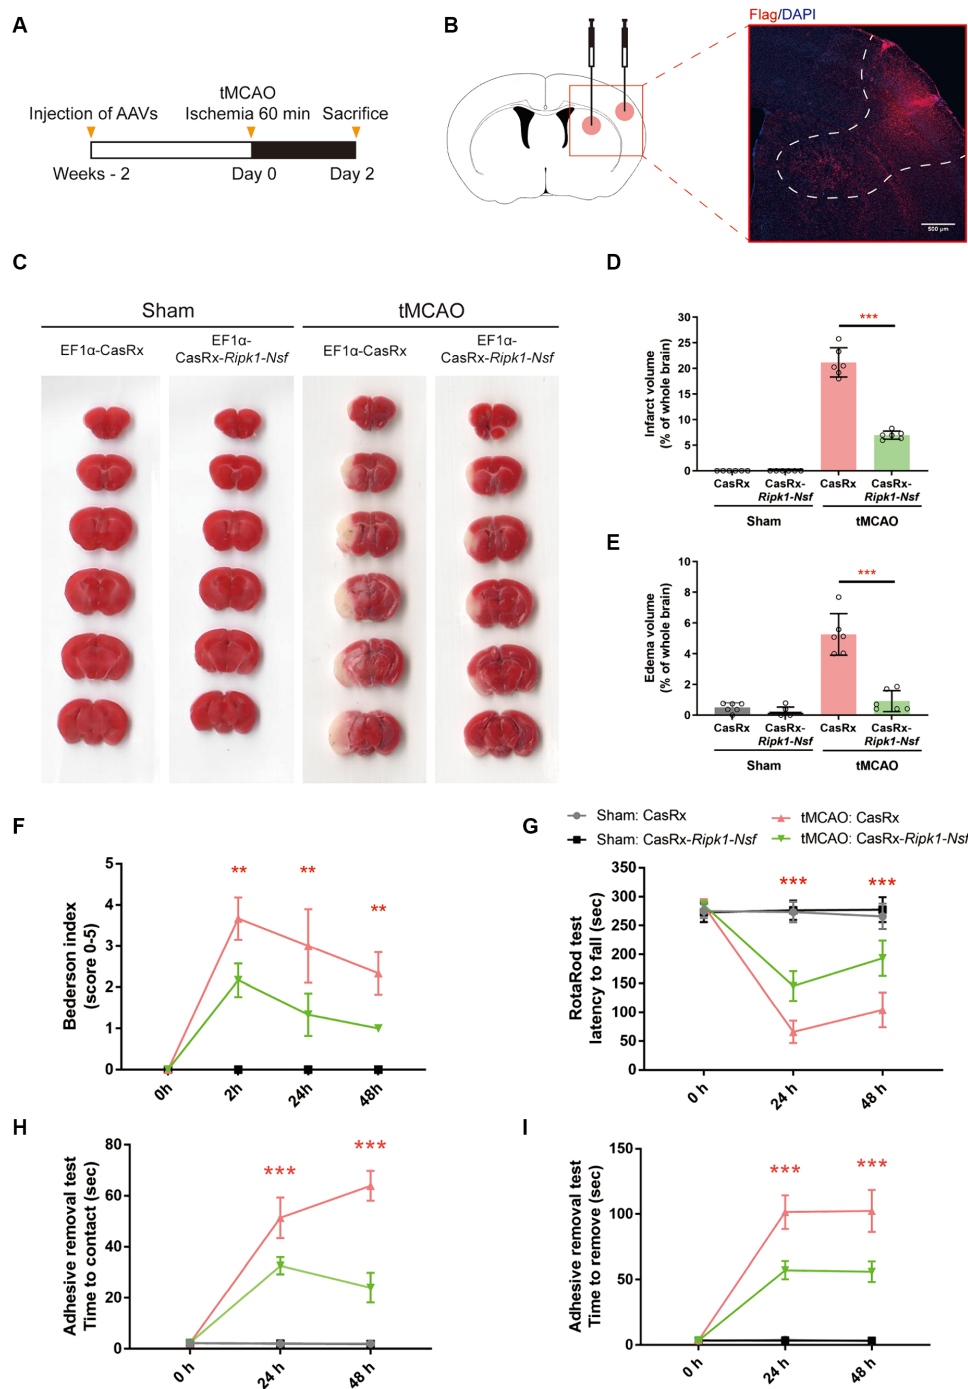 A
tMCAO
Injection of AAVs
Ischemia 60 min
Sacrifice
Weeks - 2
Day 0
Day 2
B
Flag/DAPI
500 µm
C
Sham
tMCAO
EF1α-CasRx
EF1α-
CasRx-Ripk1-Nsf
EF1α-CasRx
EF1α-
CasRx-Ripk1-Nsf
D
Infarct volume
(% of whole brain)
30
25
20
15
10
5
0
***
CasRx
CasRx-
Ripk1-Nsf
CasRx
CasRx-
Ripk1-Nsf
Sham
tMCAO
E
Edema volume
(% of whole brain)
10
8
6
4
2
0
***
CasRx
CasRx-
Ripk1-Nsf
CasRx
CasRx-
Ripk1-Nsf
Sham
tMCAO
F
Bederson index
(score 0-5)
5
4
3
2
1
0
**
**
**
0h
2h
24h
48h
G
Sham: CasRx
Sham: CasRx-Ripk1-Nsf
tMCAO: CasRx
tMCAO: CasRx-Ripk1-Nsf
RotaRod test
latency to fall (sec)
350
300
250
200
150
100
50
0
***
***
0 h
24 h
48 h
H
Adhesive removal test
Time to contact (sec)
80
60
40
20
0
***
***
0 h
24 h
48 h
I
Adhesive removal test
Time to remove (sec)
150
100
50
0
***
***
0 h
24 h
48 h